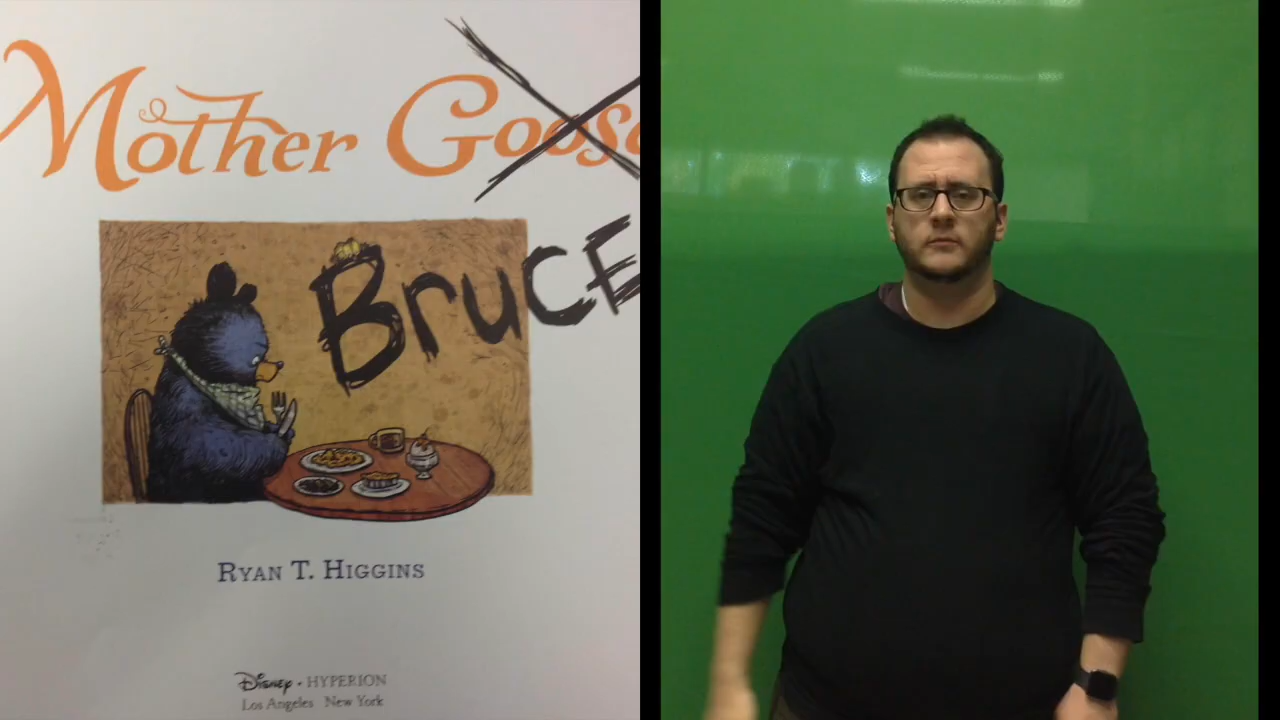 Mother Goose
Bruce
Ryan T. Higgins
Disney • HYPERION
Los Angeles New York